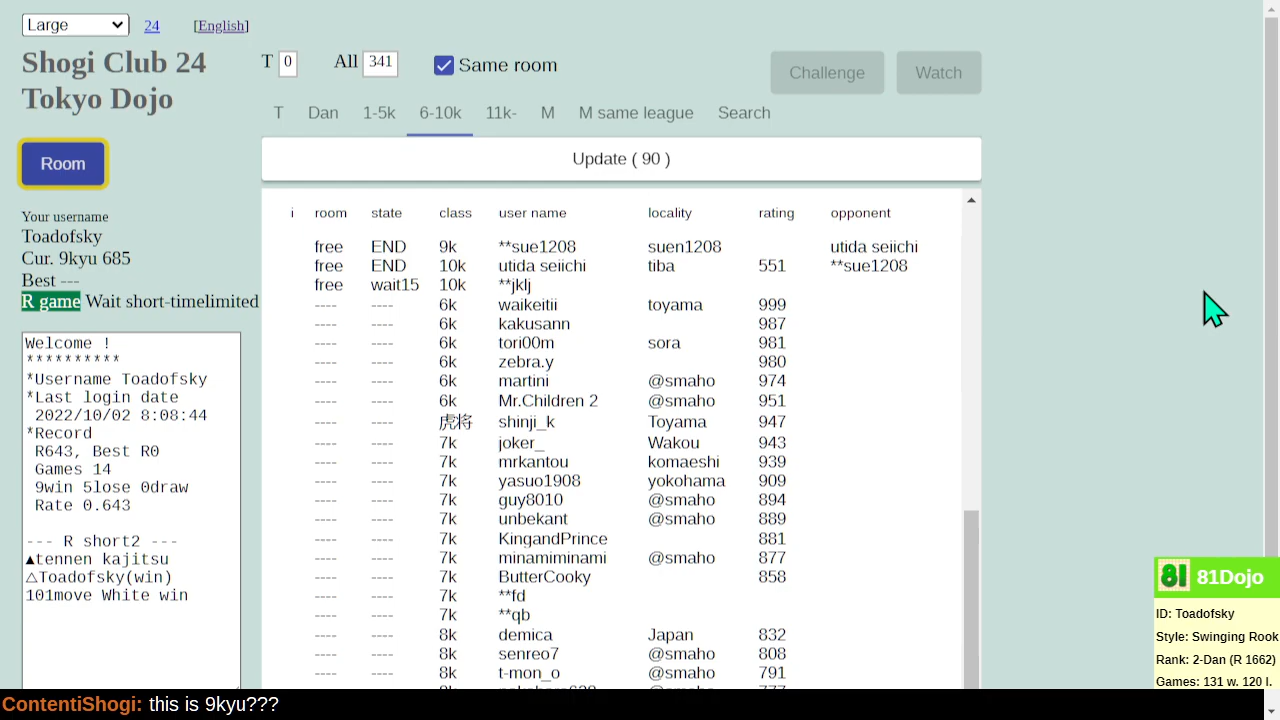 Large 24 [English]
Shogi Club 24
Tokyo Dojo
T 0 All 341 Same room Challenge Watch
T Dan 1-5k 6-10k 11k- M M same league Search
Room
Update ( 90 )
Your username
Toadofsky
Cur. 9kyu 685
Best ---
R game Wait short-timelimited
Welcome !
**********
*Username Toadofsky
*Last login date
2022/10/02 8:08:44
*Record
R643, Best R0
Games 14
9win 5lose 0draw
Rate 0.643
--- R short2 ---
▲tennen kajitsu
△Toadofsky(win)
101move White win
i room state class user name locality rating opponent
free END 9k **sue1208 suen1208 utida seiichi
free END 10k utida seiichi tiba 551 **sue1208
free wait15 10k **jklj
---- ---- 6k waikeitii toyama 999
---- ---- 6k kakusann 987
---- ---- 6k tori00m sora 981
---- ---- 6k zebra.y 980
---- ---- 6k martini @smaho 974
---- ---- 6k Mr.Children 2 @smaho 951
---- ---- 虎将 shinji_k Toyama 947
---- ---- 7k joker_ Wakou 943
---- ---- 7k mrkantou komaeshi 939
---- ---- 7k yasuo1908 yokohama 900
---- ---- 7k guy8010 @smaho 894
---- ---- 7k unbekant @smaho 889
---- ---- 7k KingandPrince 881
---- ---- 7k minamiminami @smaho 877
---- ---- 7k ButterCooky 858
---- ---- 7k **fd
---- ---- 7k **qb
---- ---- 8k demica Japan 832
---- ---- 8k senreo7 @smaho 808
---- ---- 8k t-mon_o @smaho 791
81 81Dojo
ID: Toadofsky
Style: Swinging Rook
Rank: 2-Dan (R 1662)
Games: 131 w. 120 l.
ContentiShogi: this is 9kyu???